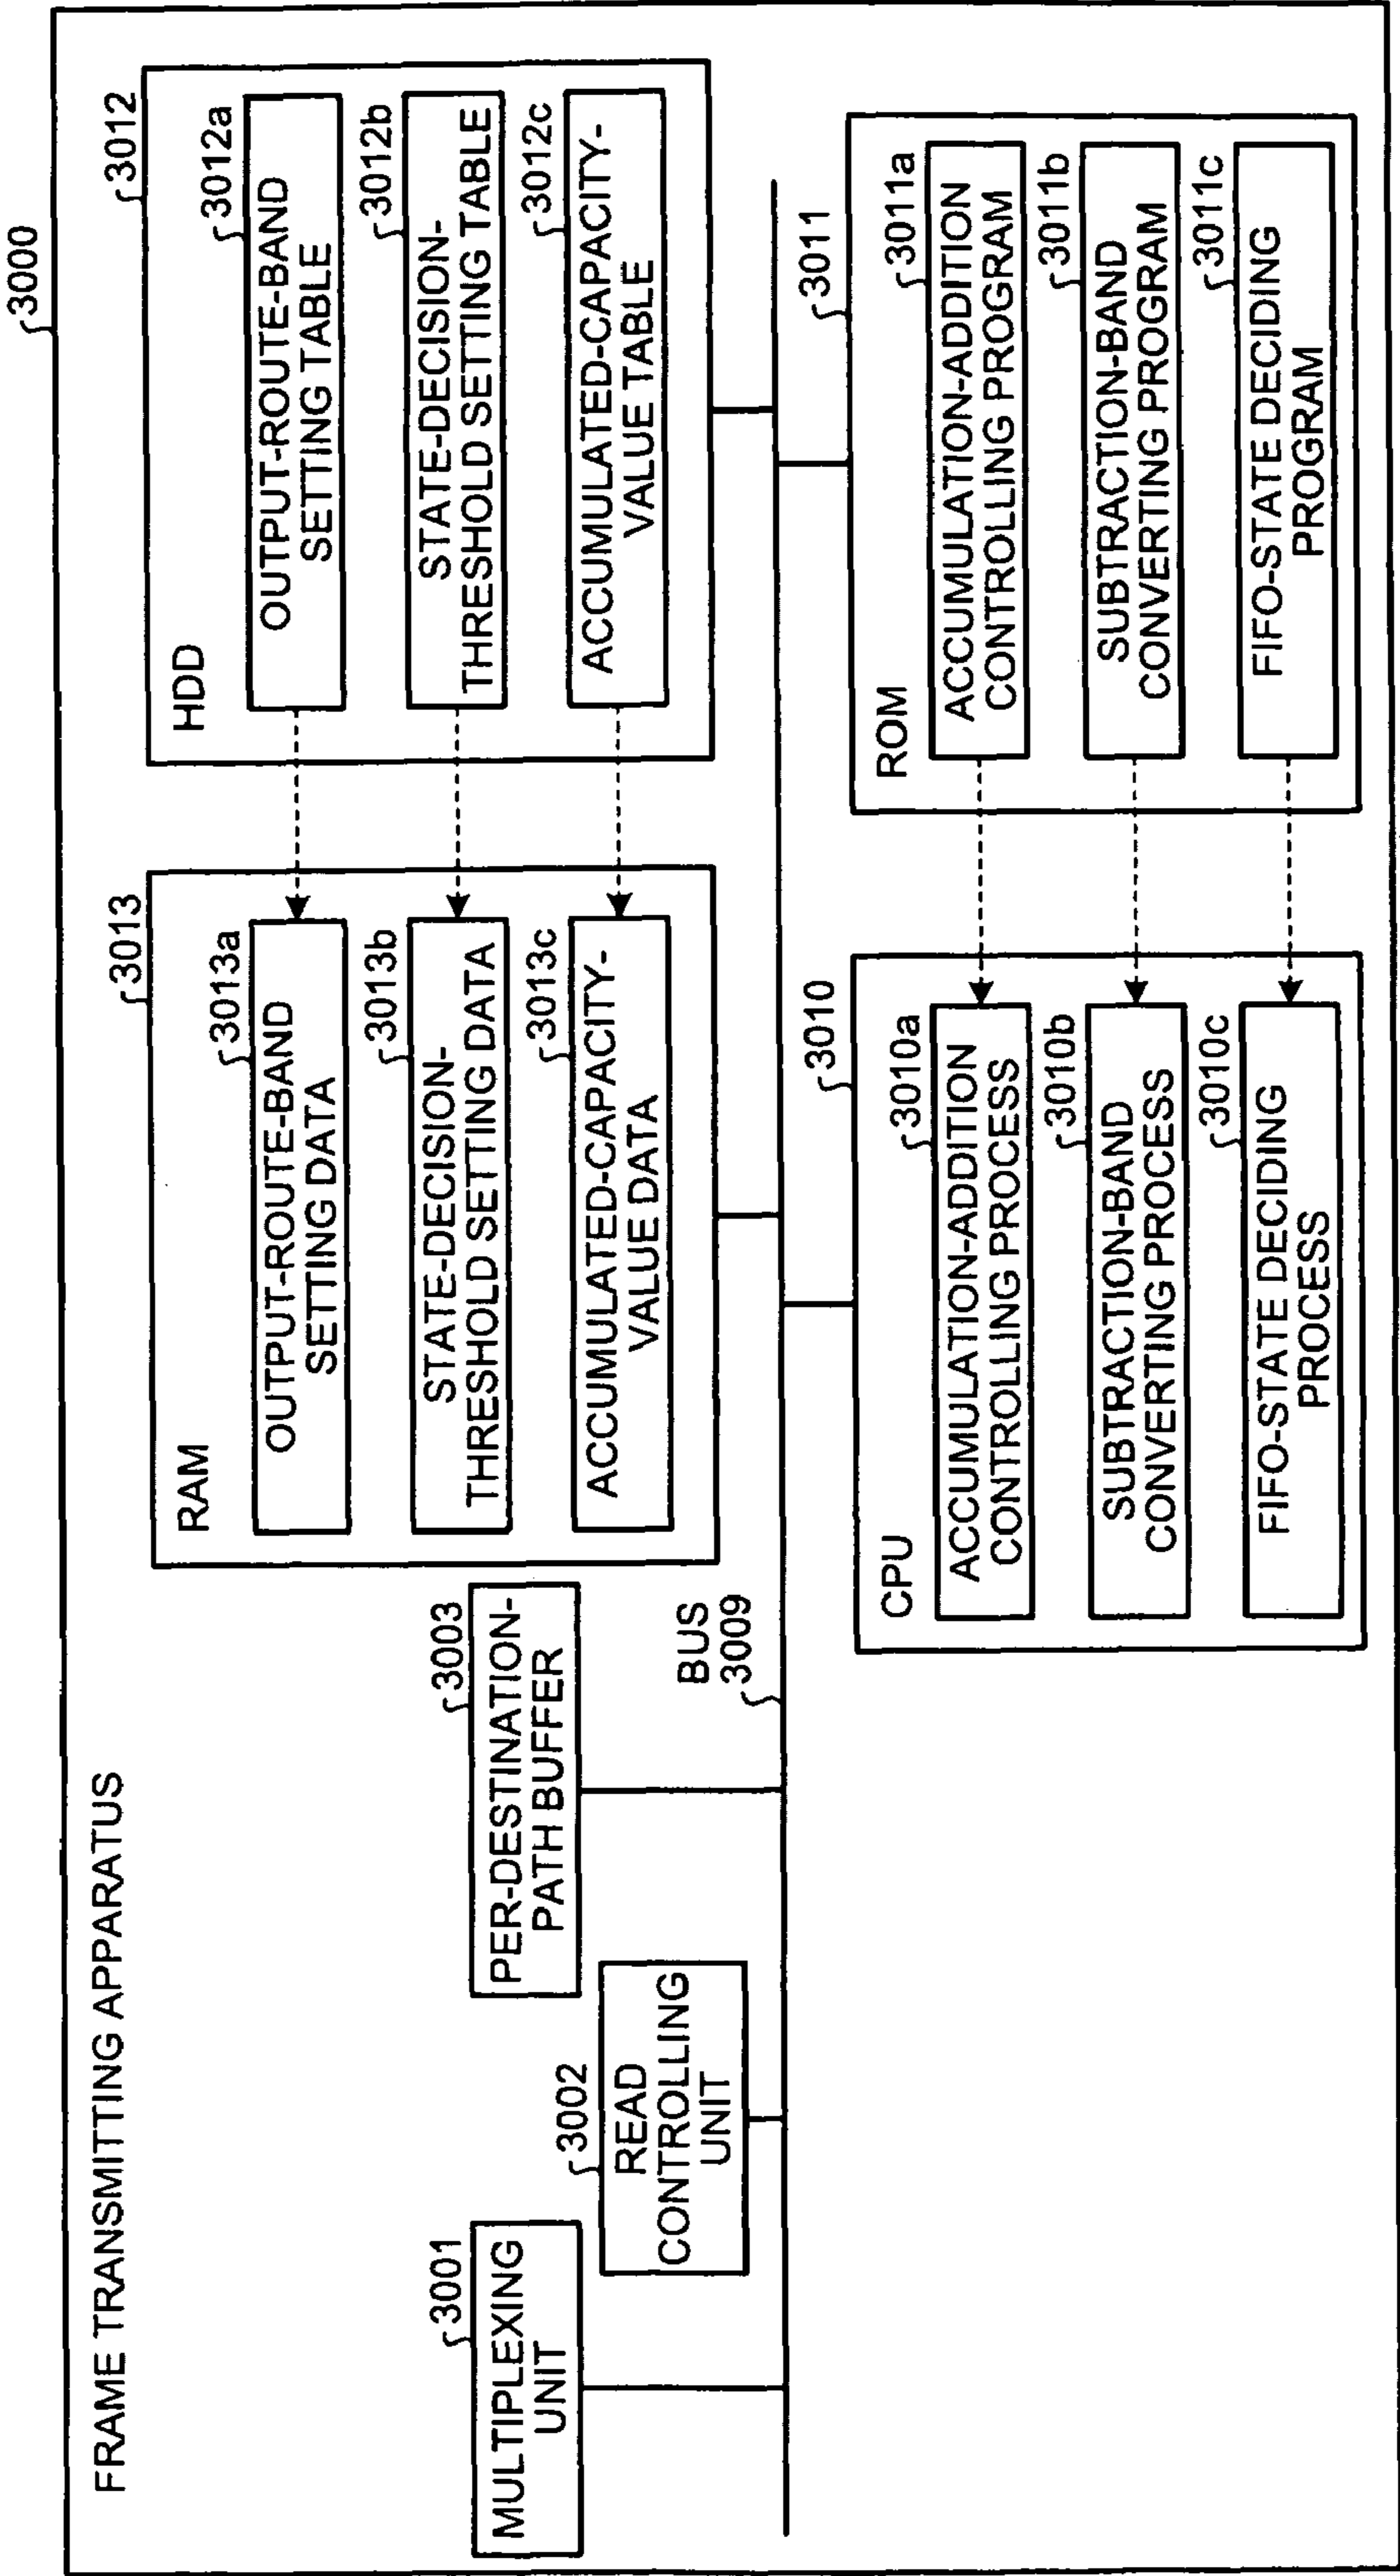 3000
FRAME TRANSMITTING APPARATUS
3001
MULTIPLEXING
UNIT
3002
READ
CONTROLLING
UNIT
3003
PER-DESTINATION-
PATH BUFFER
BUS
3009
3013
RAM
3013a
OUTPUT-ROUTE-BAND
SETTING DATA
3013b
STATE-DECISION-
THRESHOLD SETTING DATA
3013c
ACCUMULATED-CAPACITY-
VALUE DATA
3012
HDD
3012a
OUTPUT-ROUTE-BAND
SETTING TABLE
3012b
STATE-DECISION-
THRESHOLD SETTING TABLE
3012c
ACCUMULATED-CAPACITY-
VALUE TABLE
3010
CPU
3010a
ACCUMULATION-ADDITION
CONTROLLING PROCESS
3010b
SUBTRACTION-BAND
CONVERTING PROCESS
3010c
FIFO-STATE DECIDING
PROCESS
3011
ROM
3011a
ACCUMULATION-ADDITION
CONTROLLING PROGRAM
3011b
SUBTRACTION-BAND
CONVERTING PROGRAM
3011c
FIFO-STATE DECIDING
PROGRAM